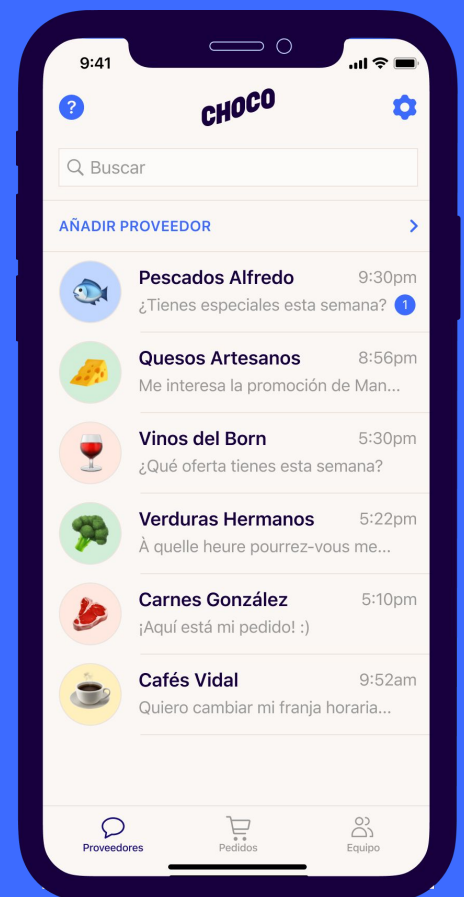 9:41
?
CHOCO
Buscar
AÑADIR PROVEEDOR
Pescados Alfredo 9:30pm
¿Tienes especiales esta semana? 1
Quesos Artesanos 8:56pm
Me interesa la promoción de Man...
Vinos del Born 5:30pm
¿Qué oferta tienes esta semana?
Verduras Hermanos 5:22pm
À quelle heure pourrez-vous me...
Carnes González 5:10pm
¡Aquí está mi pedido! :)
Cafés Vidal 9:52am
Quiero cambiar mi franja horaria...
Proveedores Pedidos Equipo